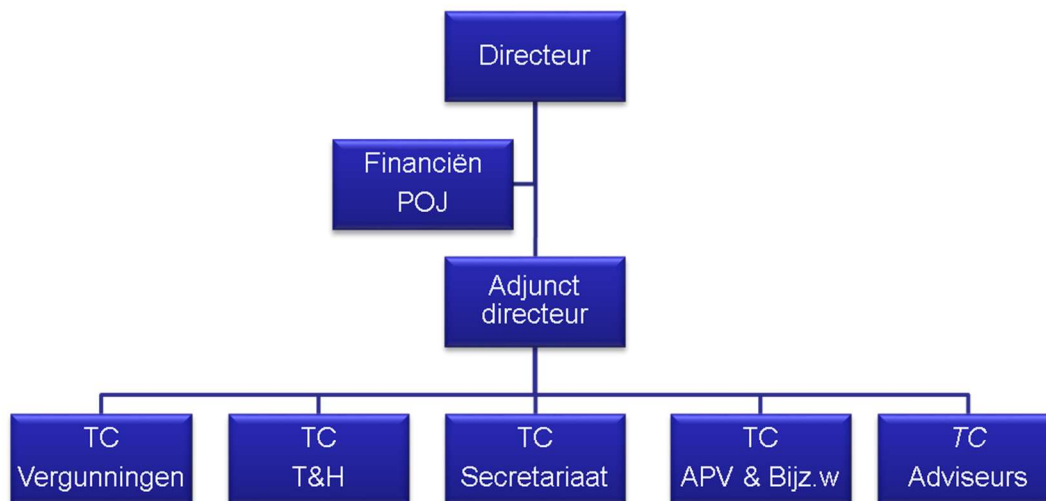 Directeur
Financiën
POJ
Adjunct
directeur
TC
Vergunningen
TC
T&H
TC
Secretariaat
TC
APV & Bijz.w
TC
Adviseurs